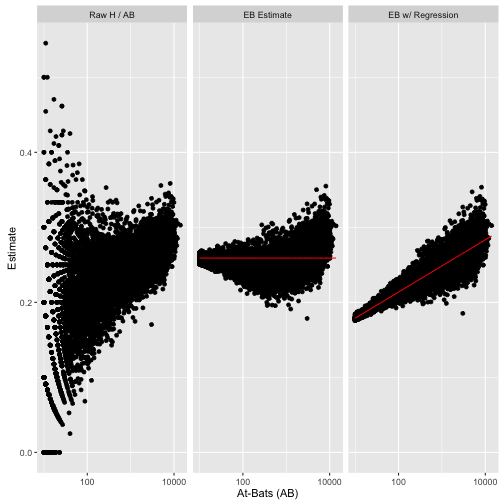 Raw H / AB
EB Estimate
EB w/ Regression
Estimate
0.4
0.2
0.0
100
10000
100
10000
100
10000
At-Bats (AB)